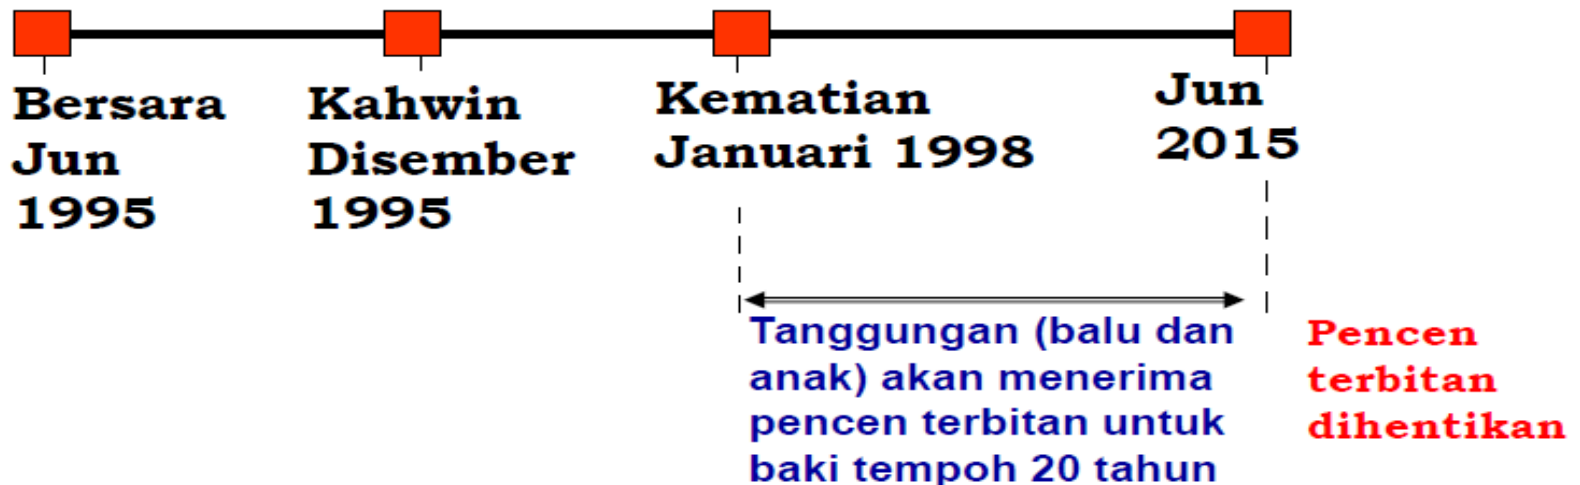 Bersara
Jun
1995
Kahwin
Disember
1995
Kematian
Januari 1998
Jun
2015
Tanggungan (balu dan
anak) akan menerima
pencen terbitan untuk
baki tempoh 20 tahun
Pencen
terbitan
dihentikan